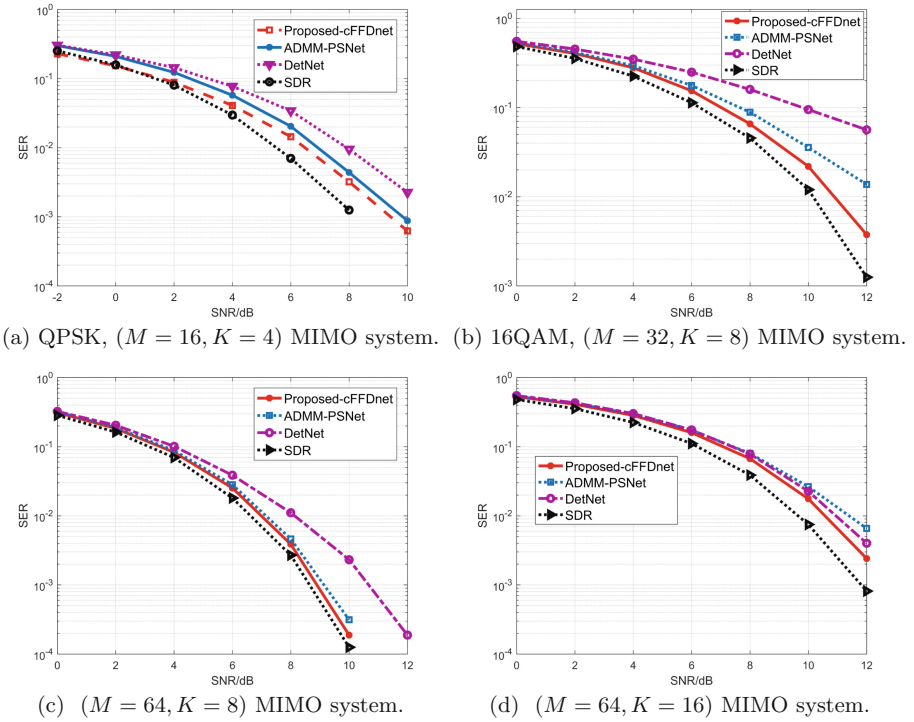 10^0
10^-1
10^-2
10^-3
10^-4
SER
-2 0 2 4 6 8 10
SNR/dB
Proposed-cFFDnet
ADMM-PSNet
DetNet
SDR
(a) QPSK, (M = 16, K = 4) MIMO system.
10^0
10^-1
10^-2
10^-3
SER
0 2 4 6 8 10 12
SNR/dB
Proposed-cFFDnet
ADMM-PSNet
DetNet
SDR
(b) 16QAM, (M = 32, K = 8) MIMO system.
10^0
10^-1
10^-2
10^-3
10^-4
SER
0 2 4 6 8 10 12
SNR/dB
Proposed-cFFDnet
ADMM-PSNet
DetNet
SDR
(c) (M = 64, K = 8) MIMO system.
10^0
10^-1
10^-2
10^-3
10^-4
SER
0 2 4 6 8 10 12
SNR/dB
Proposed-cFFDnet
ADMM-PSNet
DetNet
SDR
(d) (M = 64, K = 16) MIMO system.